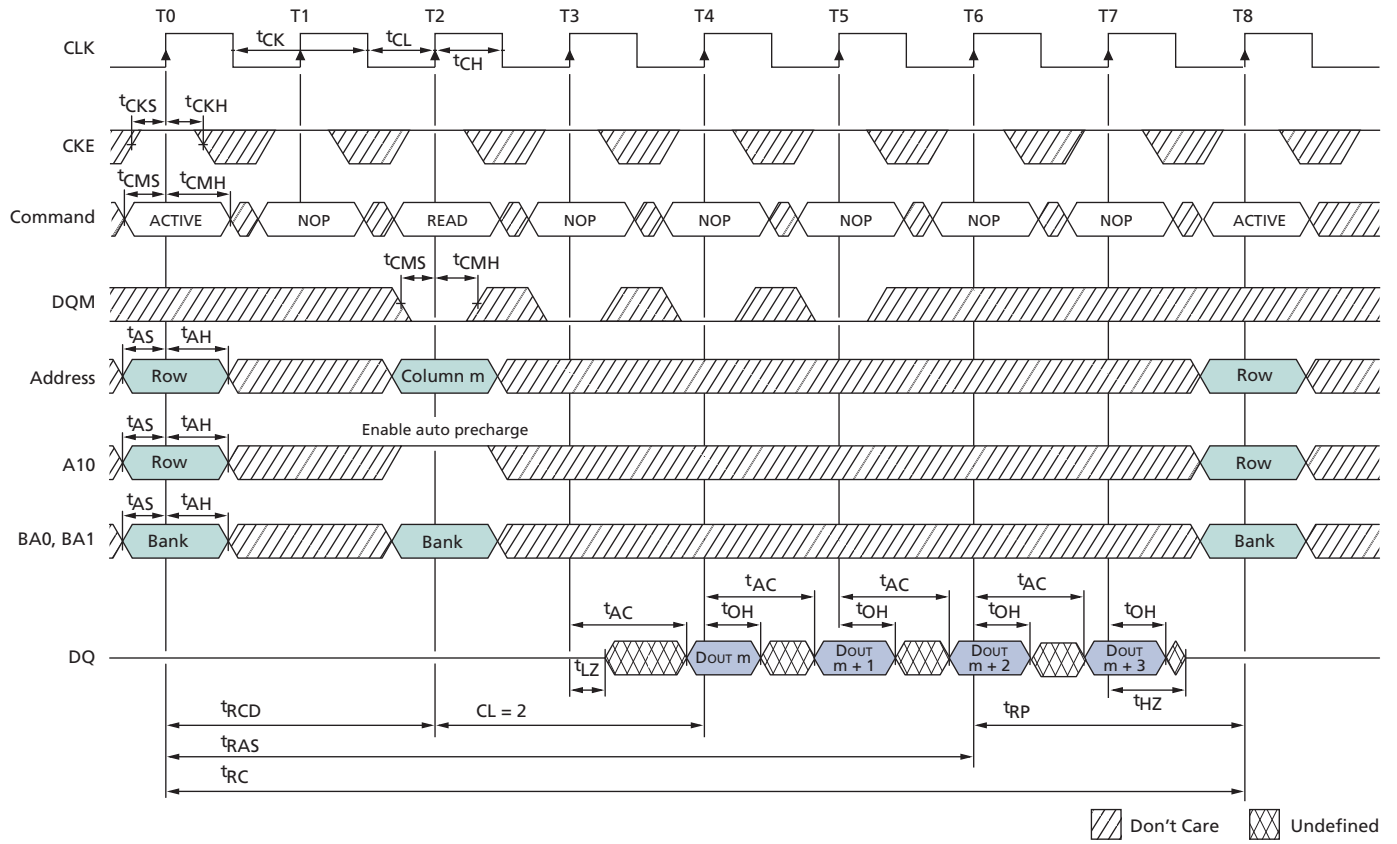 T0 T1 T2 T3 T4 T5 T6 T7 T8
CLK
tCK tCL
tCH
tCKS tCKH
CKE
tCMS tCMH
Command ACTIVE NOP READ NOP NOP NOP NOP NOP ACTIVE
tCMS tCMH
DQM
tAS tAH
Address Row Column m Row
tAS tAH Enable auto precharge
A10 Row Row
tAS tAH
BA0, BA1 Bank Bank Bank
tAC tAC tAC
tAC tOH tOH tOH tOH
DQ DOUT m DOUT m + 1 DOUT m + 2 DOUT m + 3
tLZ tHZ
tRCD CL = 2 tRP
tRAS
tRC
Don't Care Undefined